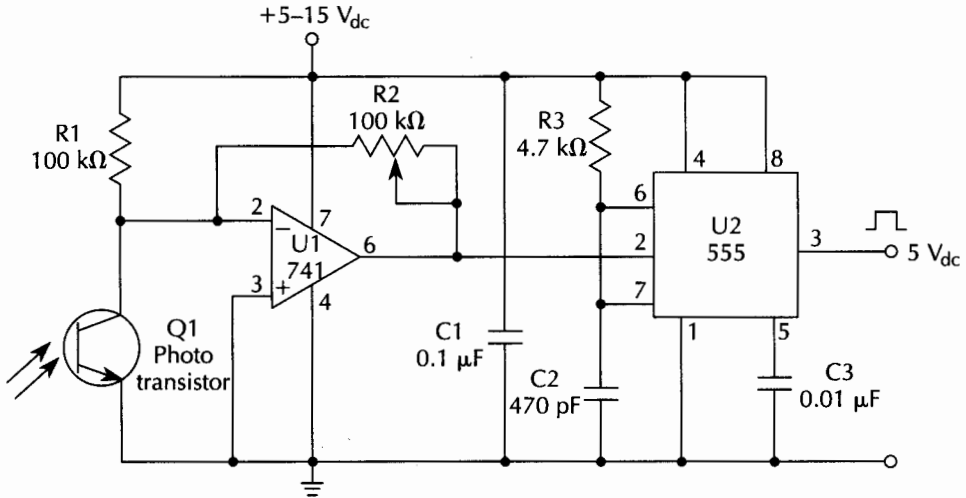 +5–15 Vdc
R1
100 kΩ
R2
100 kΩ
R3
4.7 kΩ
4
8
2
7
−
U1
6
741
3
+
4
6
2
7
U2
555
3
5 Vdc
1
5
Q1
Photo
transistor
C1
0.1 µF
C2
470 pF
C3
0.01 µF